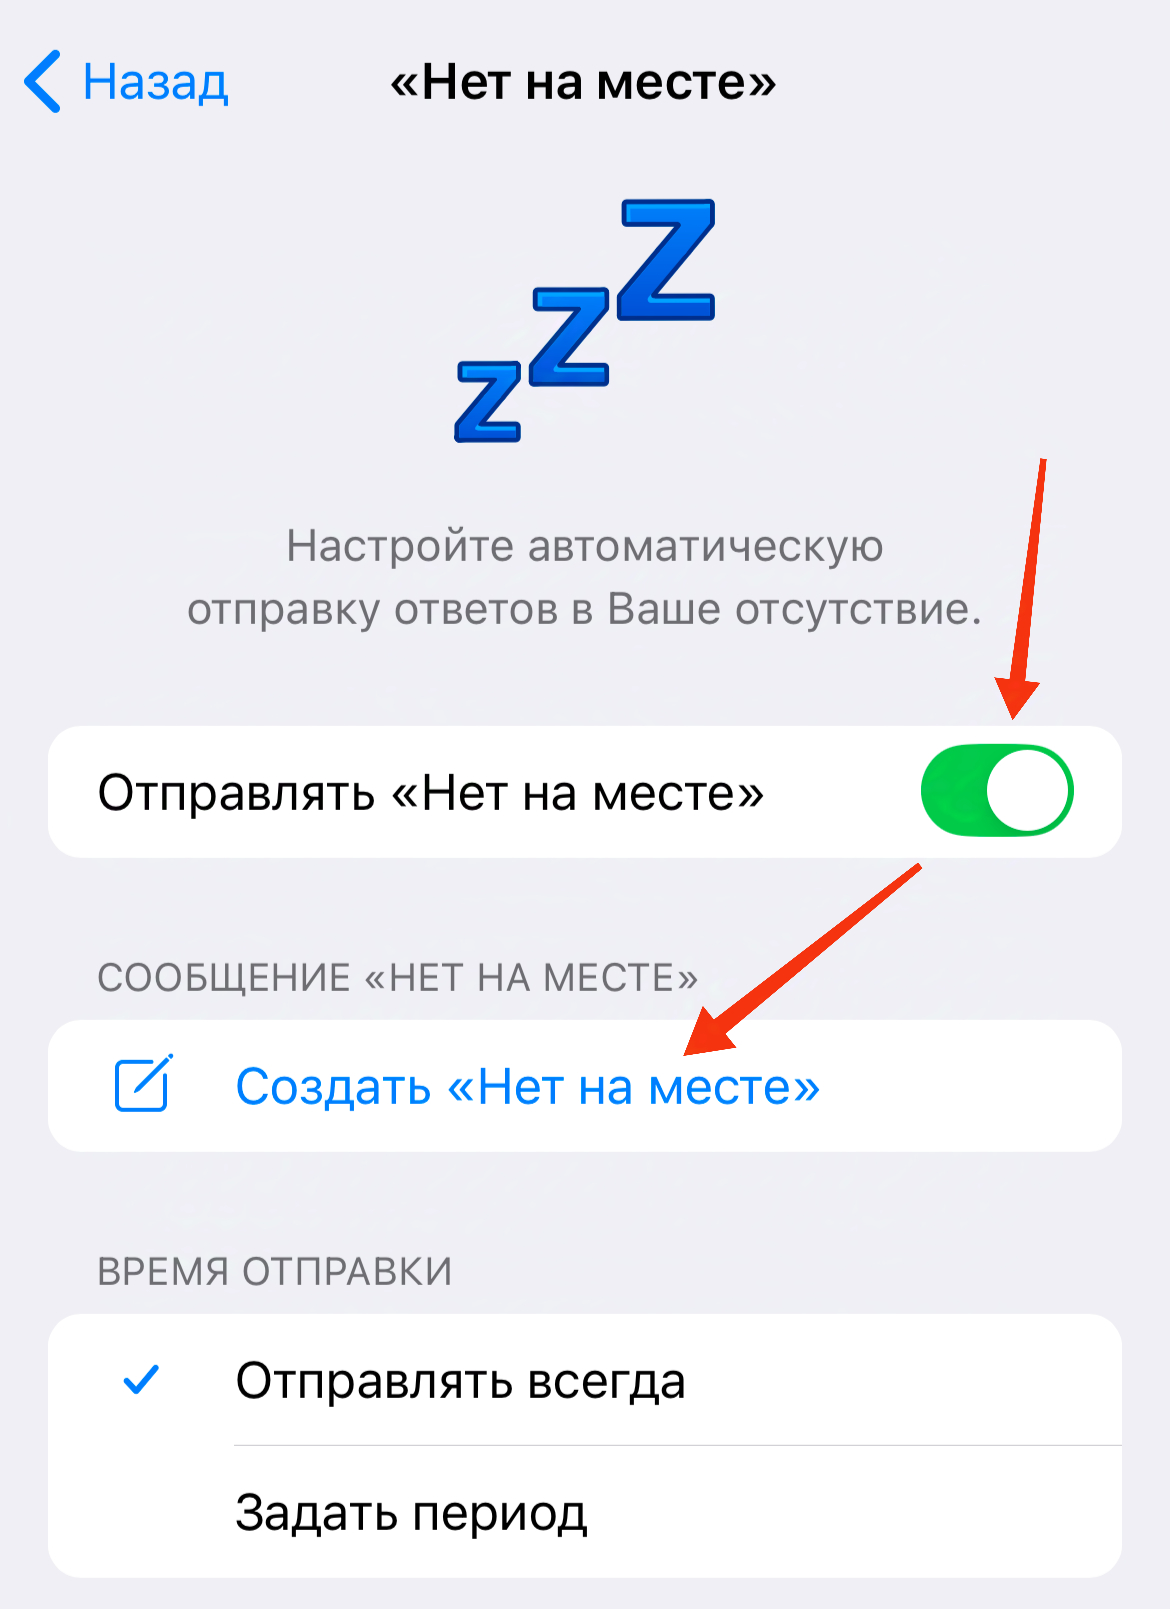 Назад
«Нет на месте»
zzZ
Настройте автоматическую
отправку ответов в Ваше отсутствие.
Отправлять «Нет на месте»
СООБЩЕНИЕ «НЕТ НА МЕСТЕ»
Создать «Нет на месте»
ВРЕМЯ ОТПРАВКИ
Отправлять всегда
Задать период